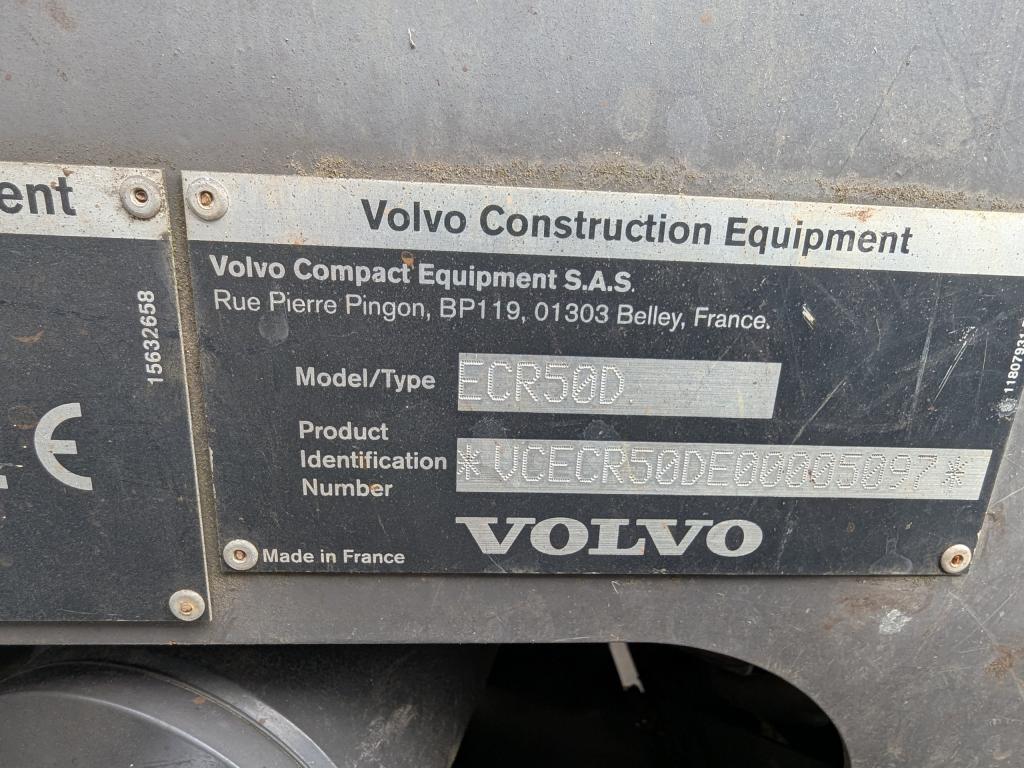 ent
15632658
CE
Volvo Construction Equipment
Volvo Compact Equipment S.A.S.
Rue Pierre Pingon, BP119, 01303 Belley, France.
Model/Type ECR50D
Product
Identification
Number
*VCECR50DE00005097*
VOLVO
Made in France